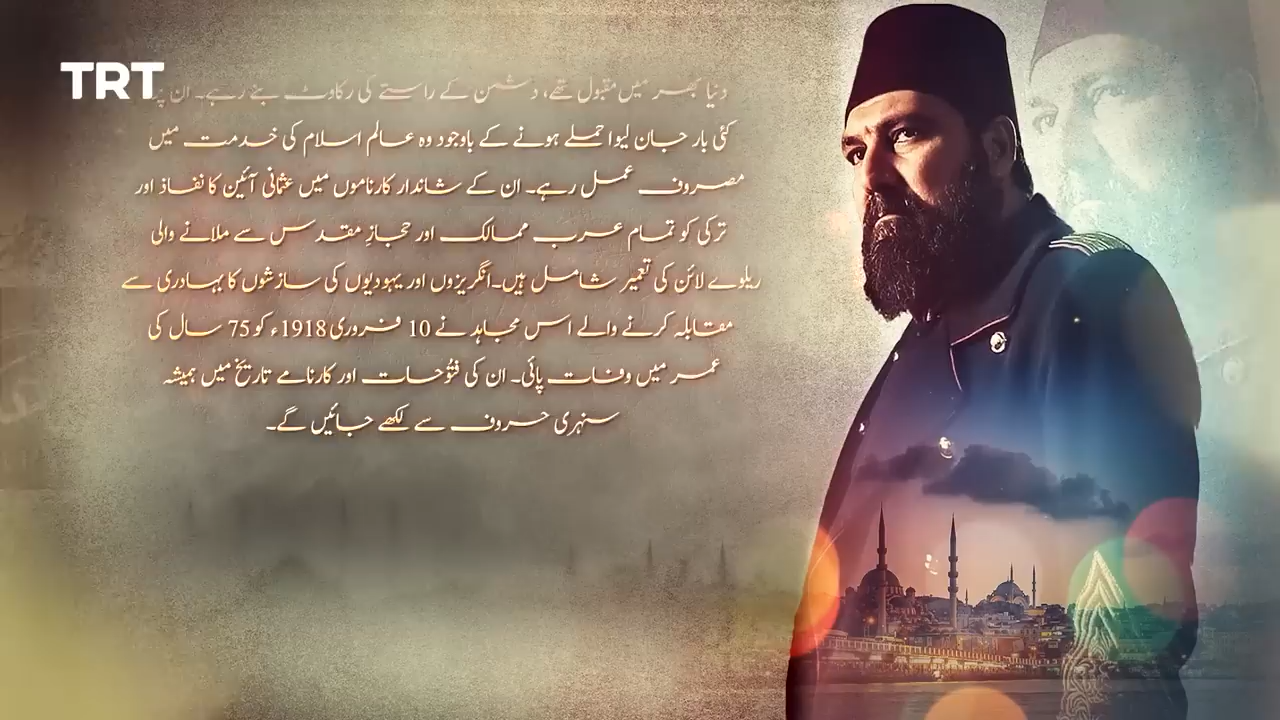 TRT
دنیا بھر میں مقبول تھے، دشمن کے راستے کی رکاوٹ بنے رہے۔ ان پر
کئی بار جان لیوا حملے ہونے کے باوجود وہ عالم اسلام کی خدمت میں
مصروف عمل رہے۔ ان کے شاندار کارناموں میں عثمانی آئین کا نفاذ اور
ترکی کو تمام عرب ممالک اور حجازِ مقدس سے ملانے والی
ریلوے لائن کی تعمیر شامل ہیں۔انگریزوں اور یہودیوں کی سازشوں کا بہادری سے
مقابلہ کرنے والے اس مجاہد نے 10 فروری 1918ء کو 75 سال کی
عمر میں وفات پائی۔ ان کی فتوُحات اور کارنامے تاریخ میں ہمیشہ
سنہری حروف سے لکھے جائیں گے۔